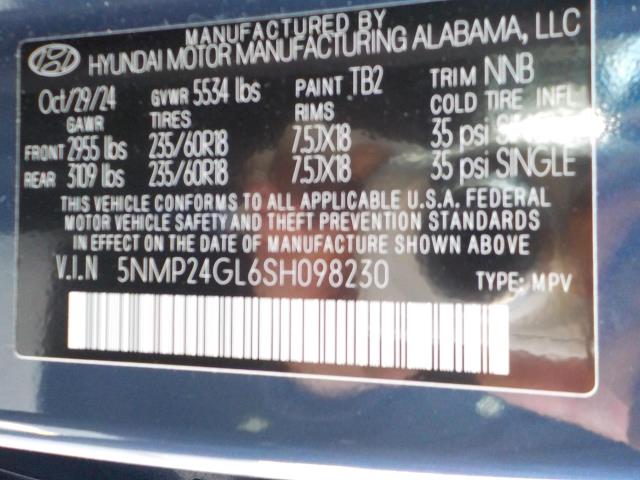 MANUFACTURED BY
HYUNDAI MOTOR MANUFACTURING ALABAMA, LLC
Oct/29/24 GVWR 5534 lbs PAINT TB2 TRIM NNB
GAWR TIRES RIMS COLD TIRE INFL
FRONT 2955 lbs 235/60R18 7.5JX18 35 psi
REAR 3109 lbs 235/60R18 7.5JX18 35 psi SINGLE
THIS VEHICLE CONFORMS TO ALL APPLICABLE U.S.A. FEDERAL
MOTOR VEHICLE SAFETY AND THEFT PREVENTION STANDARDS
IN EFFECT ON THE DATE OF MANUFACTURE SHOWN ABOVE
V.I.N 5NMP24GL6SH098230 TYPE: MPV